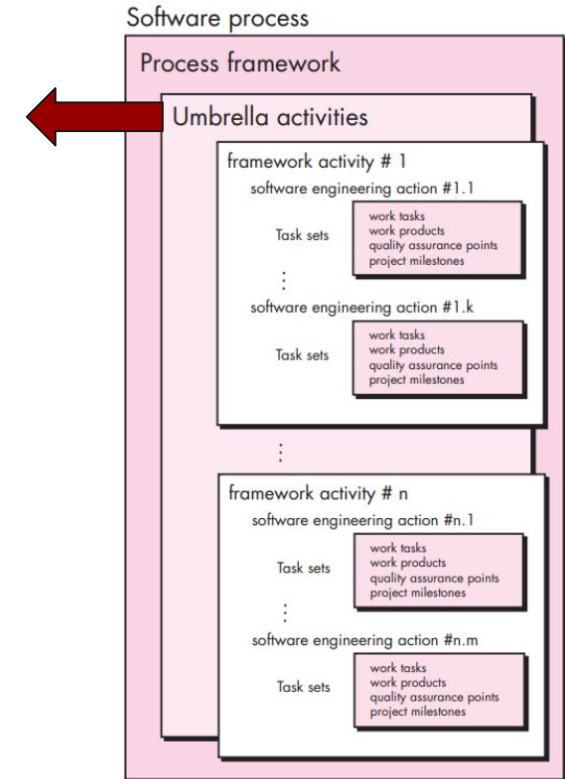 Software process
Process framework
Umbrella activities
framework activity # 1
software engineering action #1.1
Task sets
work tasks
work products
quality assurance points
project milestones
software engineering action #1.k
Task sets
work tasks
work products
quality assurance points
project milestones
framework activity # n
software engineering action #n.1
Task sets
work tasks
work products
quality assurance points
project milestones
software engineering action #n.m
Task sets
work tasks
work products
quality assurance points
project milestones